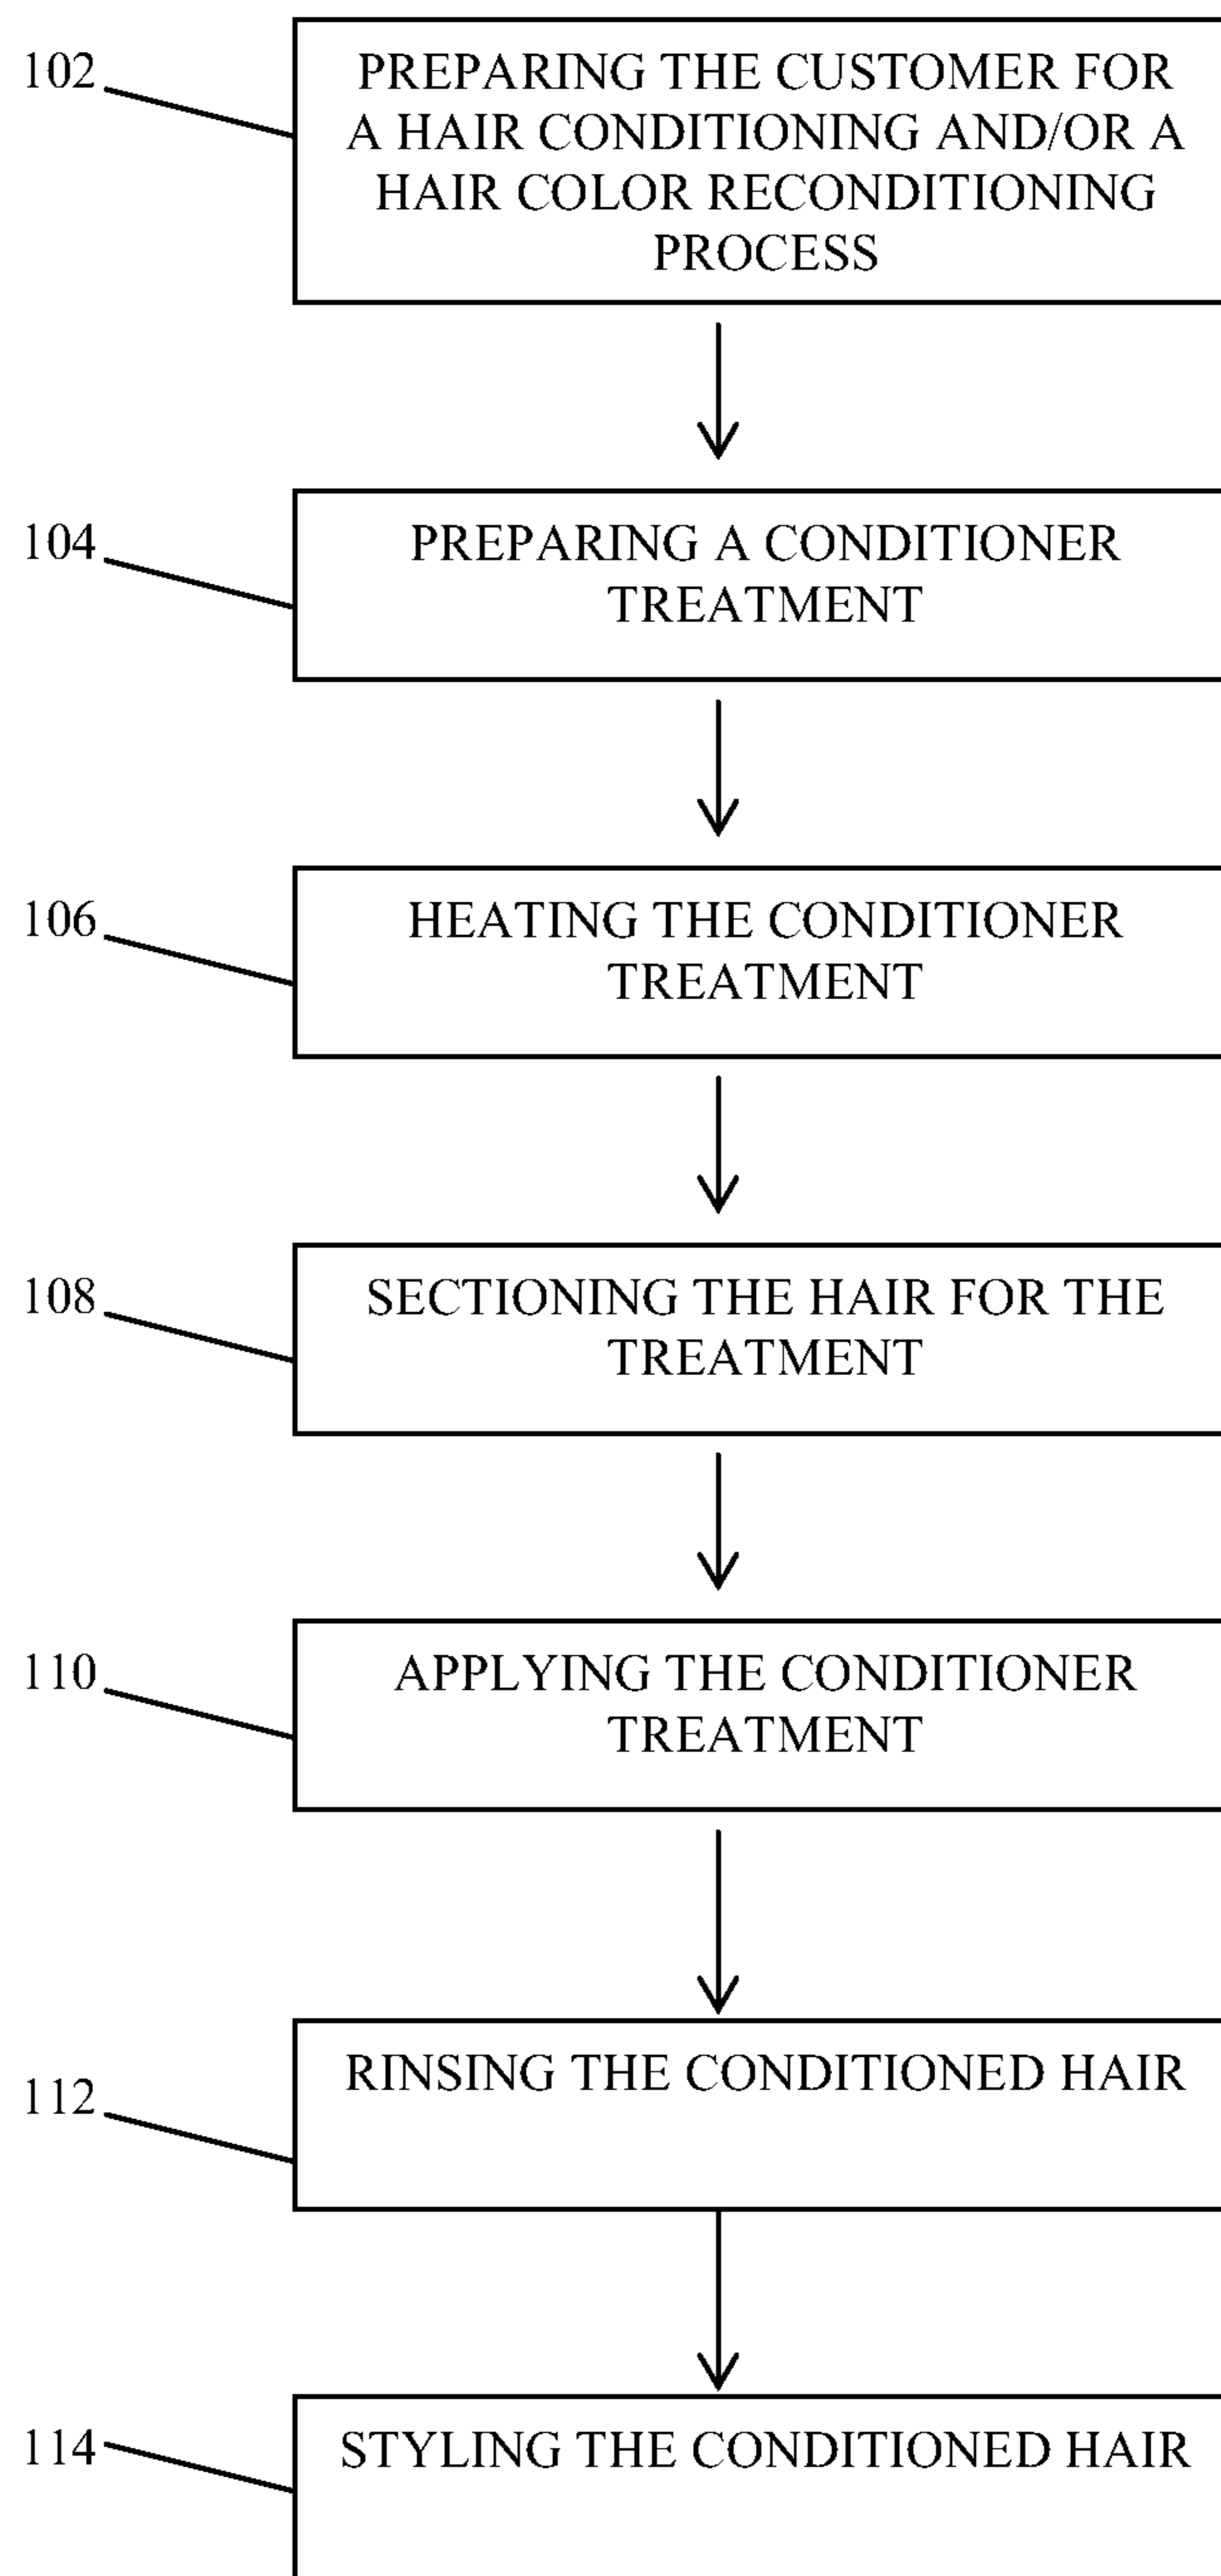 102
PREPARING THE CUSTOMER FOR
A HAIR CONDITIONING AND/OR A
HAIR COLOR RECONDITIONING
PROCESS
104
PREPARING A CONDITIONER
TREATMENT
106
HEATING THE CONDITIONER
TREATMENT
108
SECTIONING THE HAIR FOR THE
TREATMENT
110
APPLYING THE CONDITIONER
TREATMENT
112
RINSING THE CONDITIONED HAIR
114
STYLING THE CONDITIONED HAIR